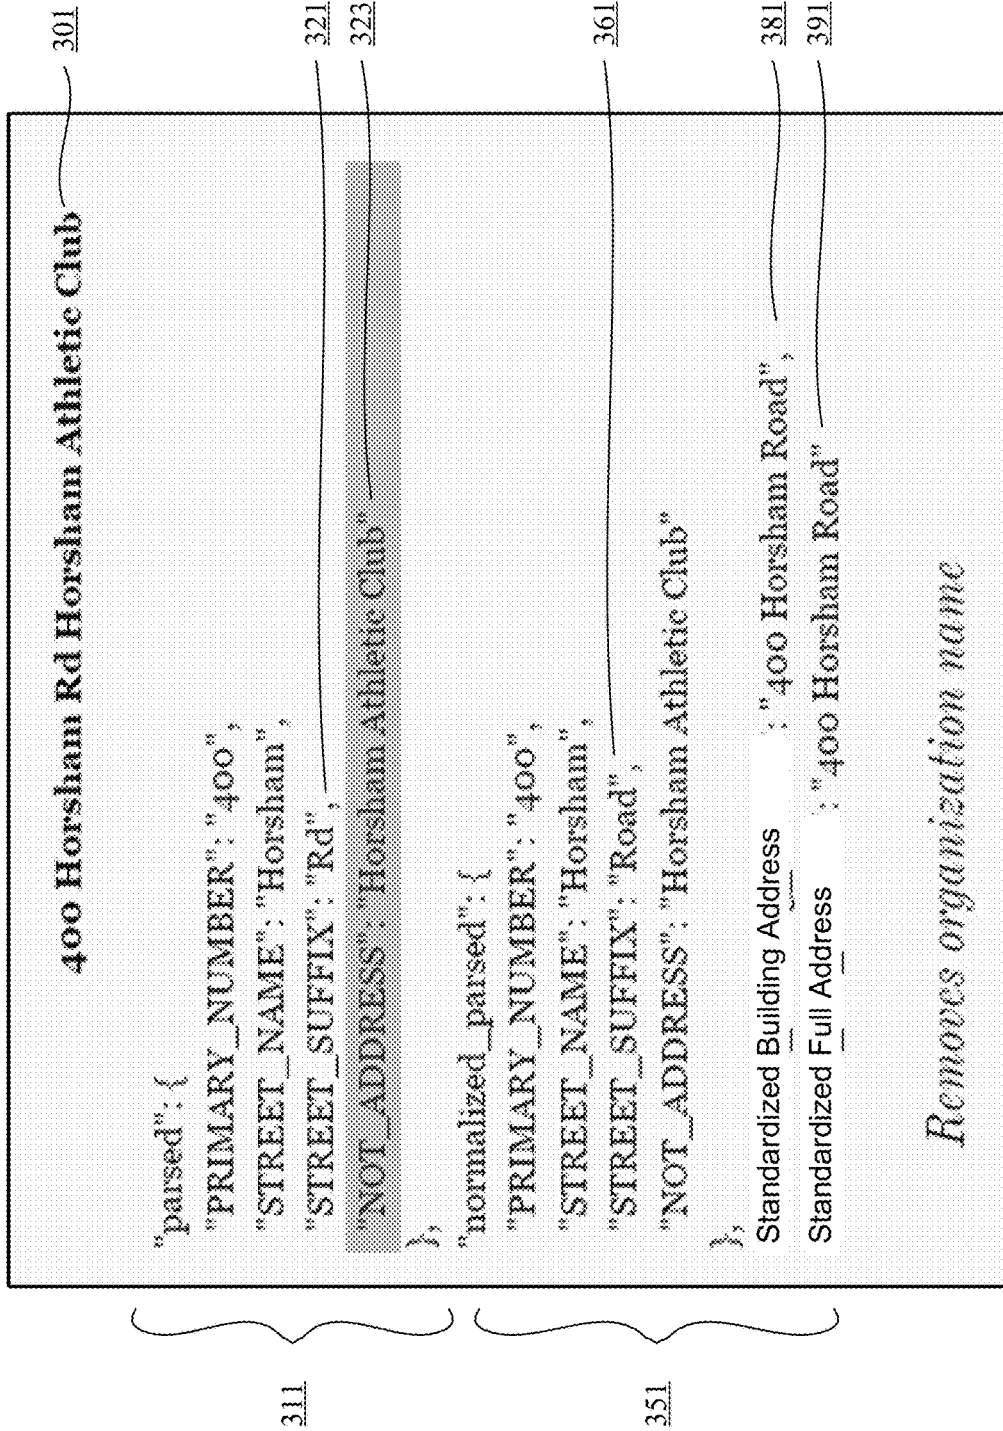 400 Horsham Rd Horsham Athletic Club 301
"parsed": {
"PRIMARY_NUMBER": "400",
"STREET_NAME": "Horsham",
"STREET_SUFFIX": "Rd", 321
"NOT_ADDRESS": "Horsham Athletic Club" 323
},
311
"normalized_parsed": {
"PRIMARY_NUMBER": "400",
"STREET_NAME": "Horsham",
"STREET_SUFFIX": "Road", 361
"NOT_ADDRESS": "Horsham Athletic Club"
},
Standardized Building Address : "400 Horsham Road", 381
Standardized Full Address : "400 Horsham Road" 391
351
Removes organization name